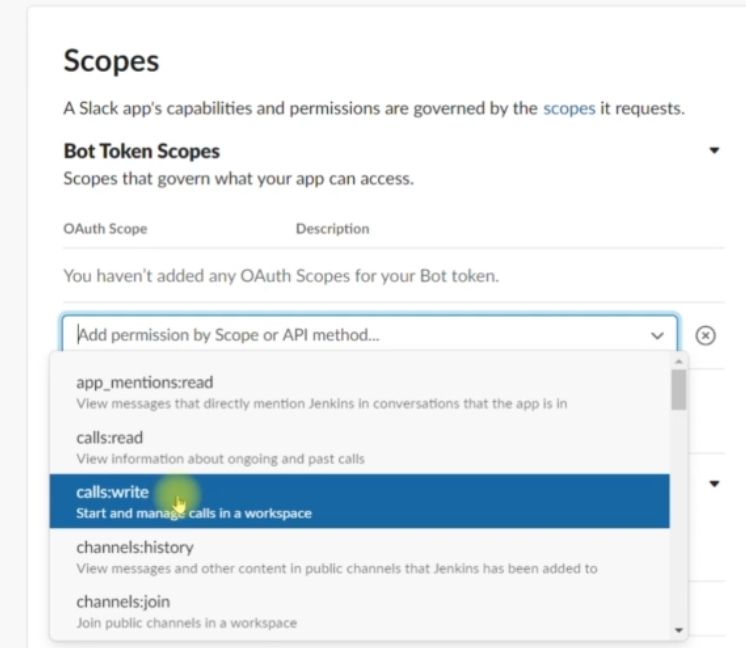 Scopes
A Slack app's capabilities and permissions are governed by the scopes it requests.
Bot Token Scopes
Scopes that govern what your app can access.
OAuth Scope Description
You haven't added any OAuth Scopes for your Bot token.
Add permission by Scope or API method...
app_mentions:read
View messages that directly mention Jenkins in conversations that the app is in
calls:read
View information about ongoing and past calls
calls:write
Start and manage calls in a workspace
channels:history
View messages and other content in public channels that Jenkins has been added to
channels:join
Join public channels in a workspace